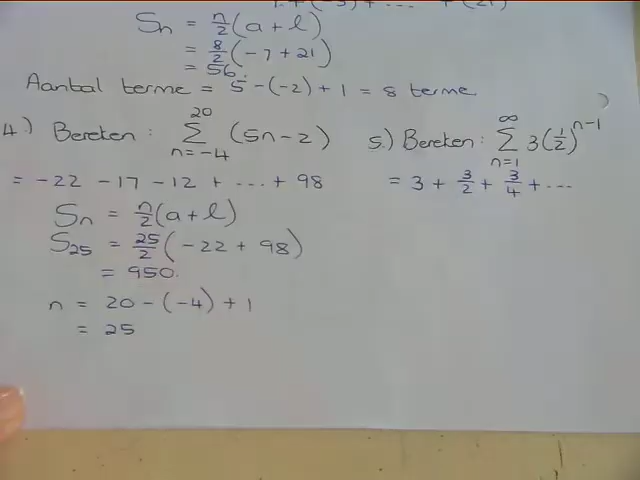 Sn = n/2 (a + l)
= 8/2 (-7 + 21)
= 56.
Aantal terme = 5 - (-2) + 1 = 8 terme
4.) Bereken: ∑_{n=-4}^{20} (5n - 2)
= -22 - 17 - 12 + ... + 98
Sn = n/2 (a + l)
S25 = 25/2 (-22 + 98)
= 950.
n = 20 - (-4) + 1
= 25
5.) Bereken: ∑_{n=1}^{∞} 3(1/2)^{n-1}
= 3 + 3/2 + 3/4 + ...